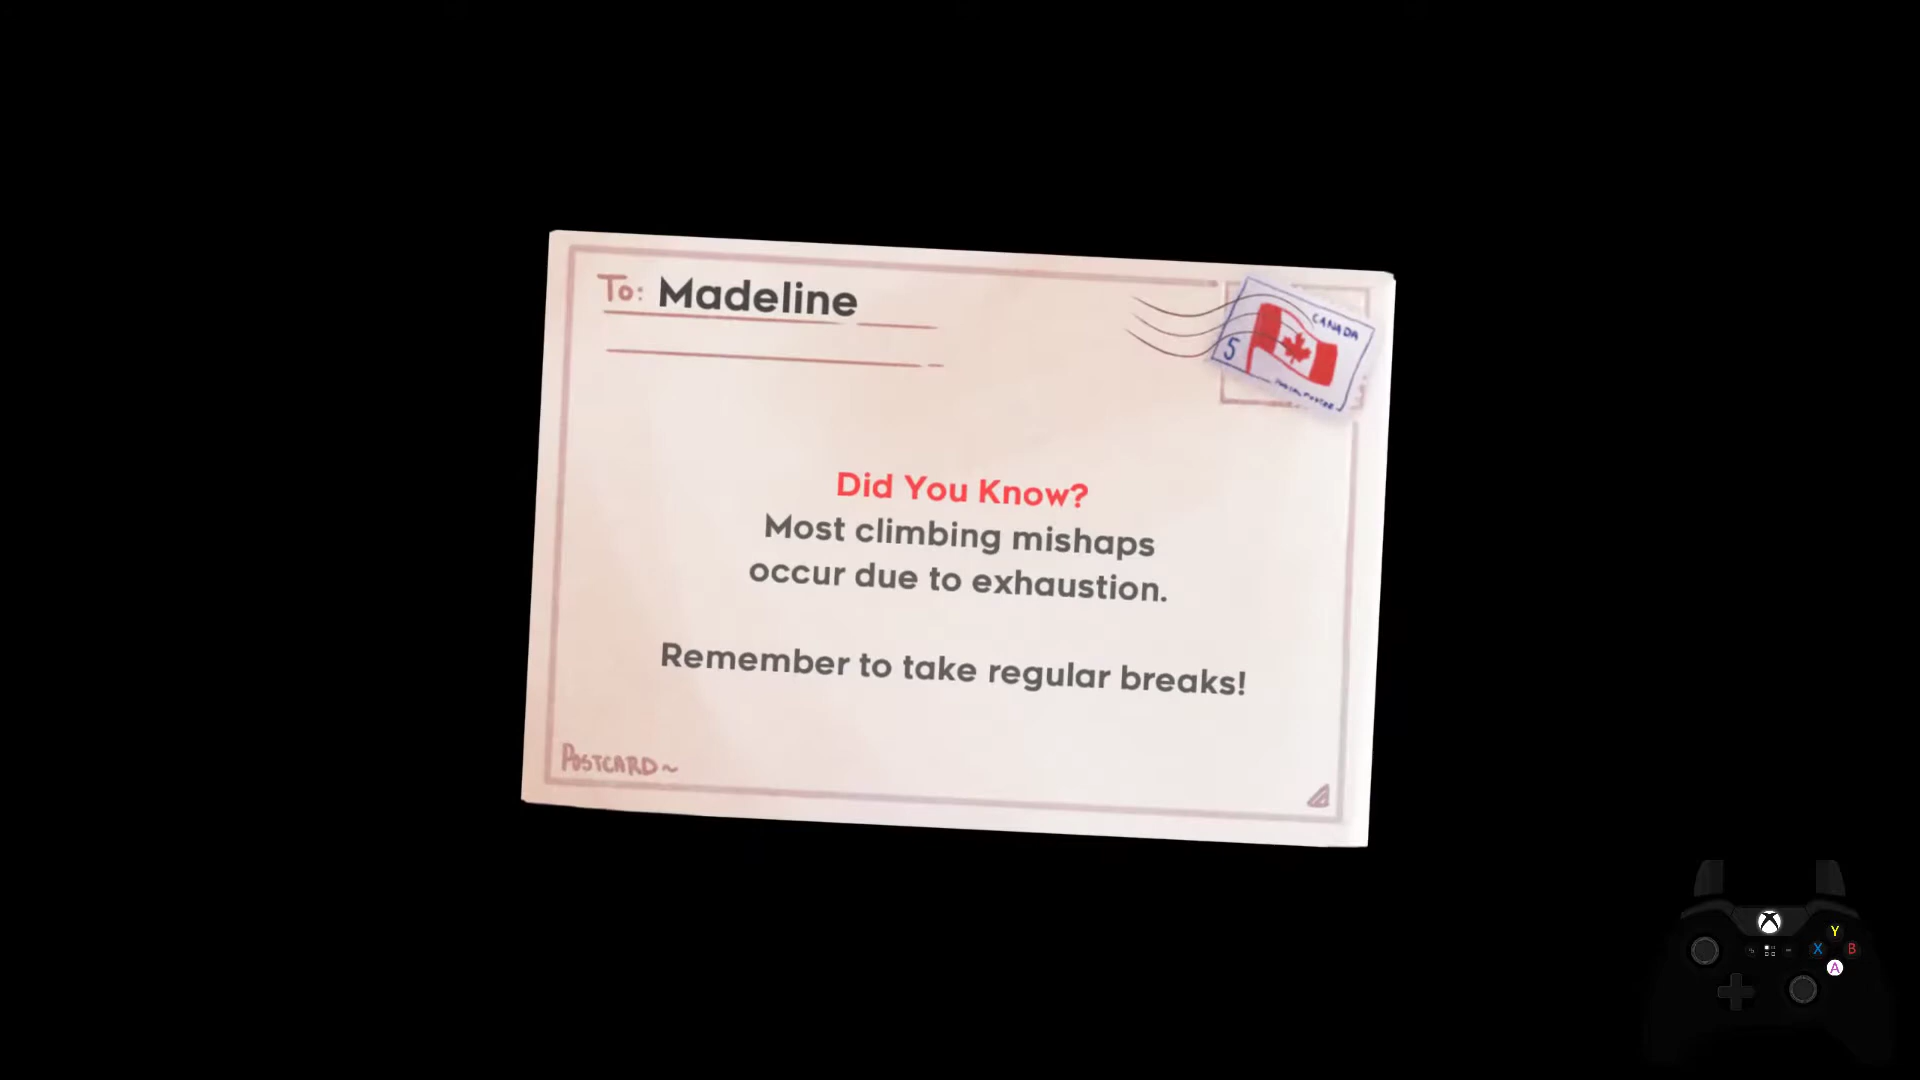 To: Madeline
CANADA
5
Did You Know?
Most climbing mishaps
occur due to exhaustion.
Remember to take regular breaks!
POSTCARD~
Y
X B
A